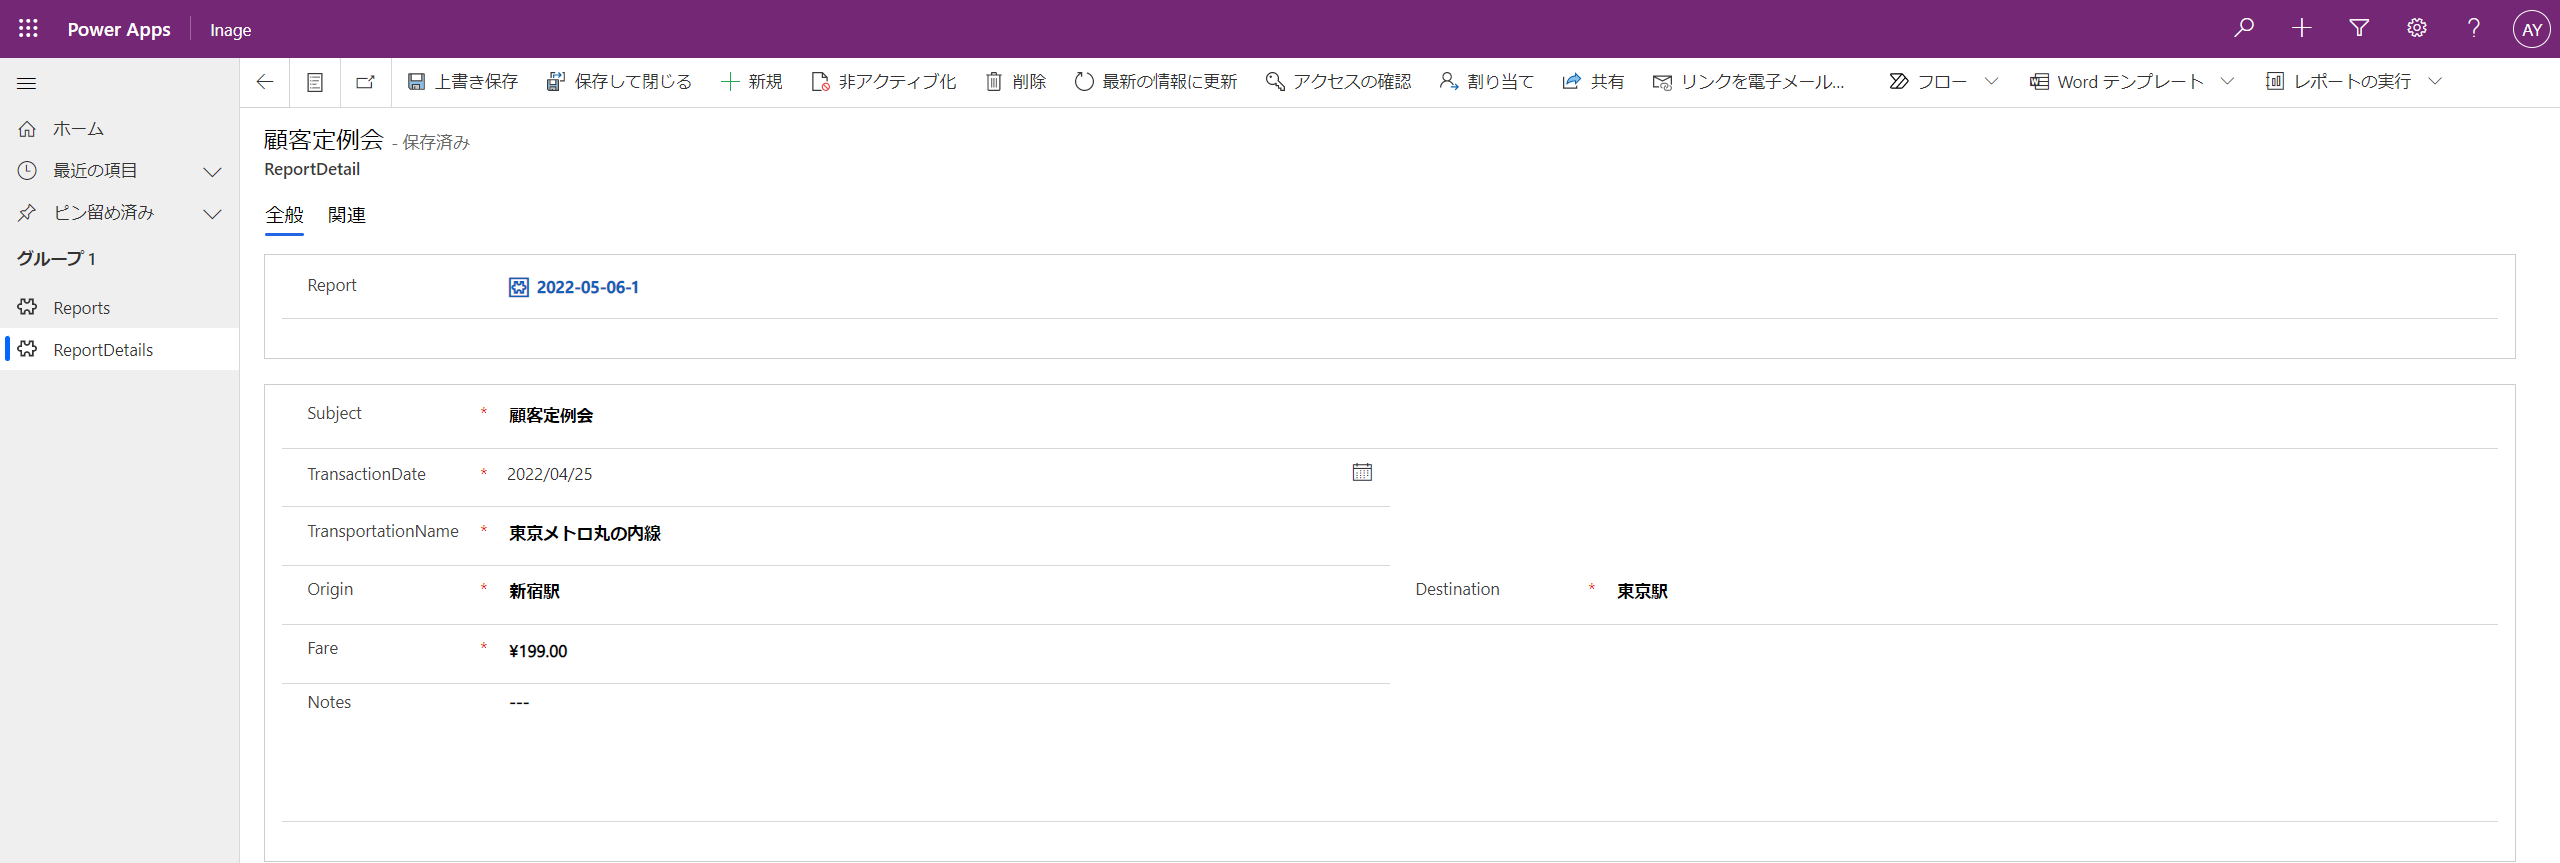 Power Apps Inage AY
上書き保存 保存して閉じる 新規 非アクティブ化 削除 最新の情報に更新 アクセスの確認 割り当て 共有 リンクを電子メール... フロー Word テンプレート レポートの実行
ホーム
最近の項目
ピン留め済み
グループ 1
Reports
ReportDetails
顧客定例会 - 保存済み
ReportDetail
全般 関連
Report 2022-05-06-1
Subject * 顧客定例会
TransactionDate * 2022/04/25
TransportationName * 東京メトロ丸の内線
Origin * 新宿駅 Destination * 東京駅
Fare * ¥199.00
Notes ---